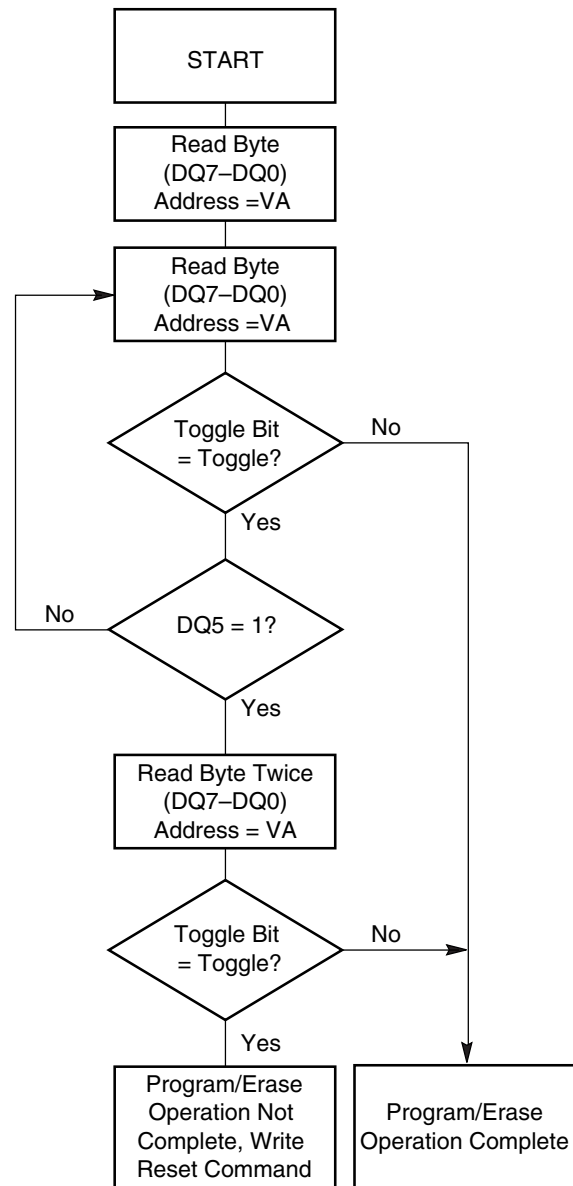 START
Read Byte
(DQ7–DQ0)
Address =VA
Read Byte
(DQ7–DQ0)
Address =VA
Toggle Bit
= Toggle?
No
Yes
No
DQ5 = 1?
Yes
Read Byte Twice
(DQ7–DQ0)
Address = VA
Toggle Bit
= Toggle?
No
Yes
Program/Erase
Operation Not
Complete, Write
Reset Command
Program/Erase
Operation Complete